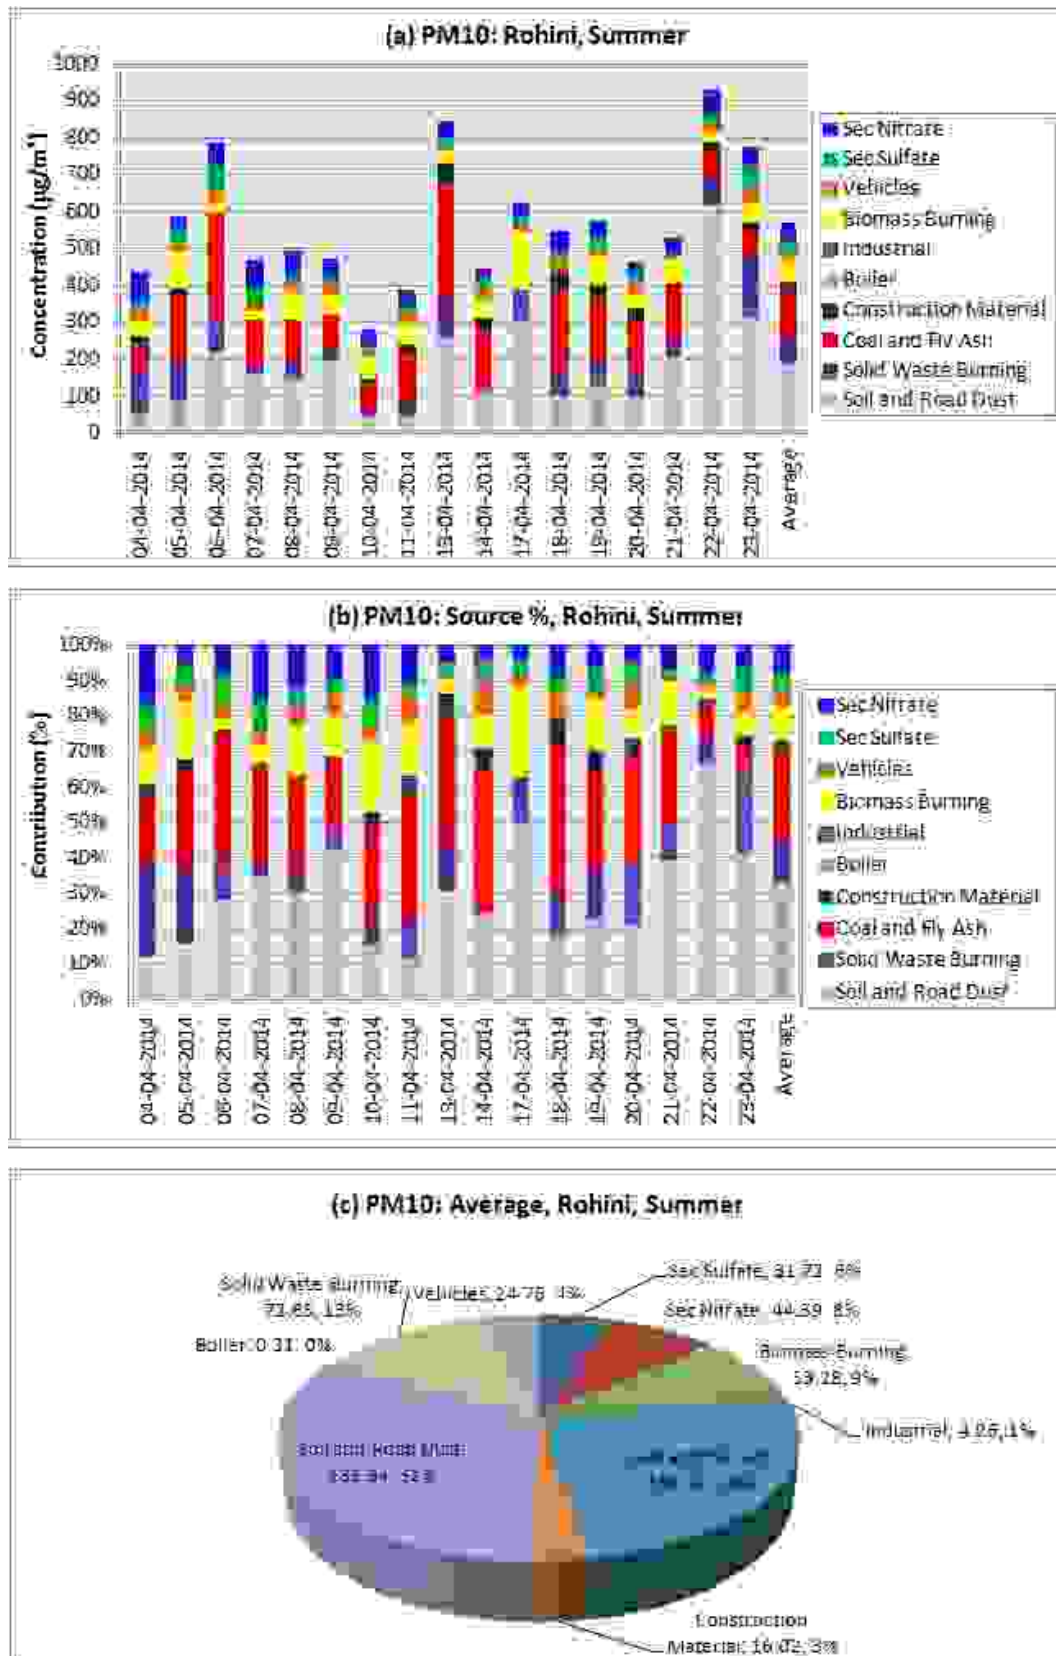 (a) PM10: Rohini, Summer
Concentration (µg/m³)
1000
900
800
700
600
500
400
300
200
100
0
Sec Nitrate
Sec Sulfate
Vehicles
Biomass Burning
Industrial
Boiler
Construction Material
Coal and Fly Ash
Solid Waste Burning
Soil and Road Dust
04-04-2014
05-04-2014
06-04-2014
07-04-2014
08-04-2014
09-04-2014
10-04-2014
11-04-2014
13-04-2014
14-04-2014
17-04-2014
18-04-2014
19-04-2014
20-04-2014
21-04-2014
22-04-2014
23-04-2014
Average
(b) PM10: Source %, Rohini, Summer
Contribution (%)
100%
90%
80%
70%
60%
50%
40%
30%
20%
10%
0%
Sec Nitrate
Sec Sulfate
Vehicles
Biomass Burning
Industrial
Boiler
Construction Material
Coal and Fly Ash
Solid Waste Burning
Soil and Road Dust
04-04-2014
05-04-2014
06-04-2014
07-04-2014
08-04-2014
09-04-2014
10-04-2014
11-04-2014
13-04-2014
14-04-2014
17-04-2014
18-04-2014
19-04-2014
20-04-2014
21-04-2014
22-04-2014
23-04-2014
Average
(c) PM10: Average, Rohini, Summer
Sec Sulfate, 6%
Solid Waste Burning,
13%
Vehicles, 4%
Sec Nitrate, 8%
Boiler 0.31, 0%
Biomass Burning,
9%
Industrial, 1%
Soil and Road Dust
Construction
Material, 3%